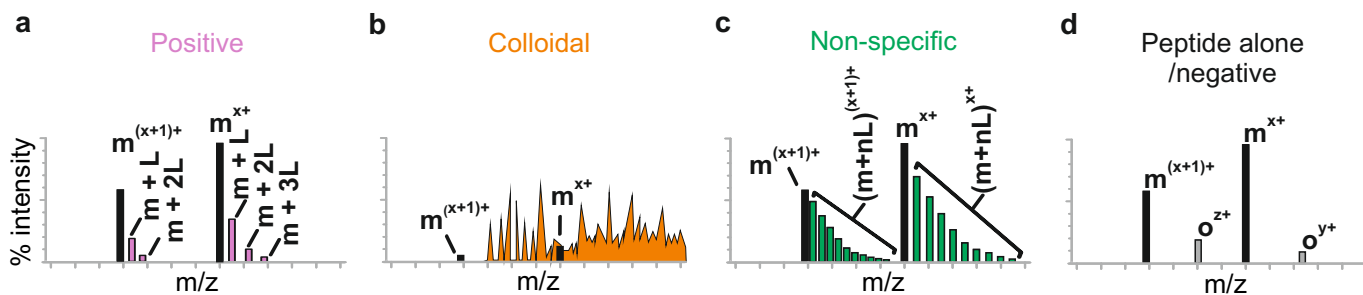 a
Positive
% intensity
m(x+1)+
m + L
m + 2L
mx+
m + L
m + 2L
m + 3L
m/z
b
Colloidal
m(x+1)+
mx+
m/z
c
Non-specific
m(x+1)+
(m+nL)(x+1)+
mx+
(m+nL)x+
m/z
d
Peptide alone
/negative
m(x+1)+
oz+
mx+
oy+
m/z